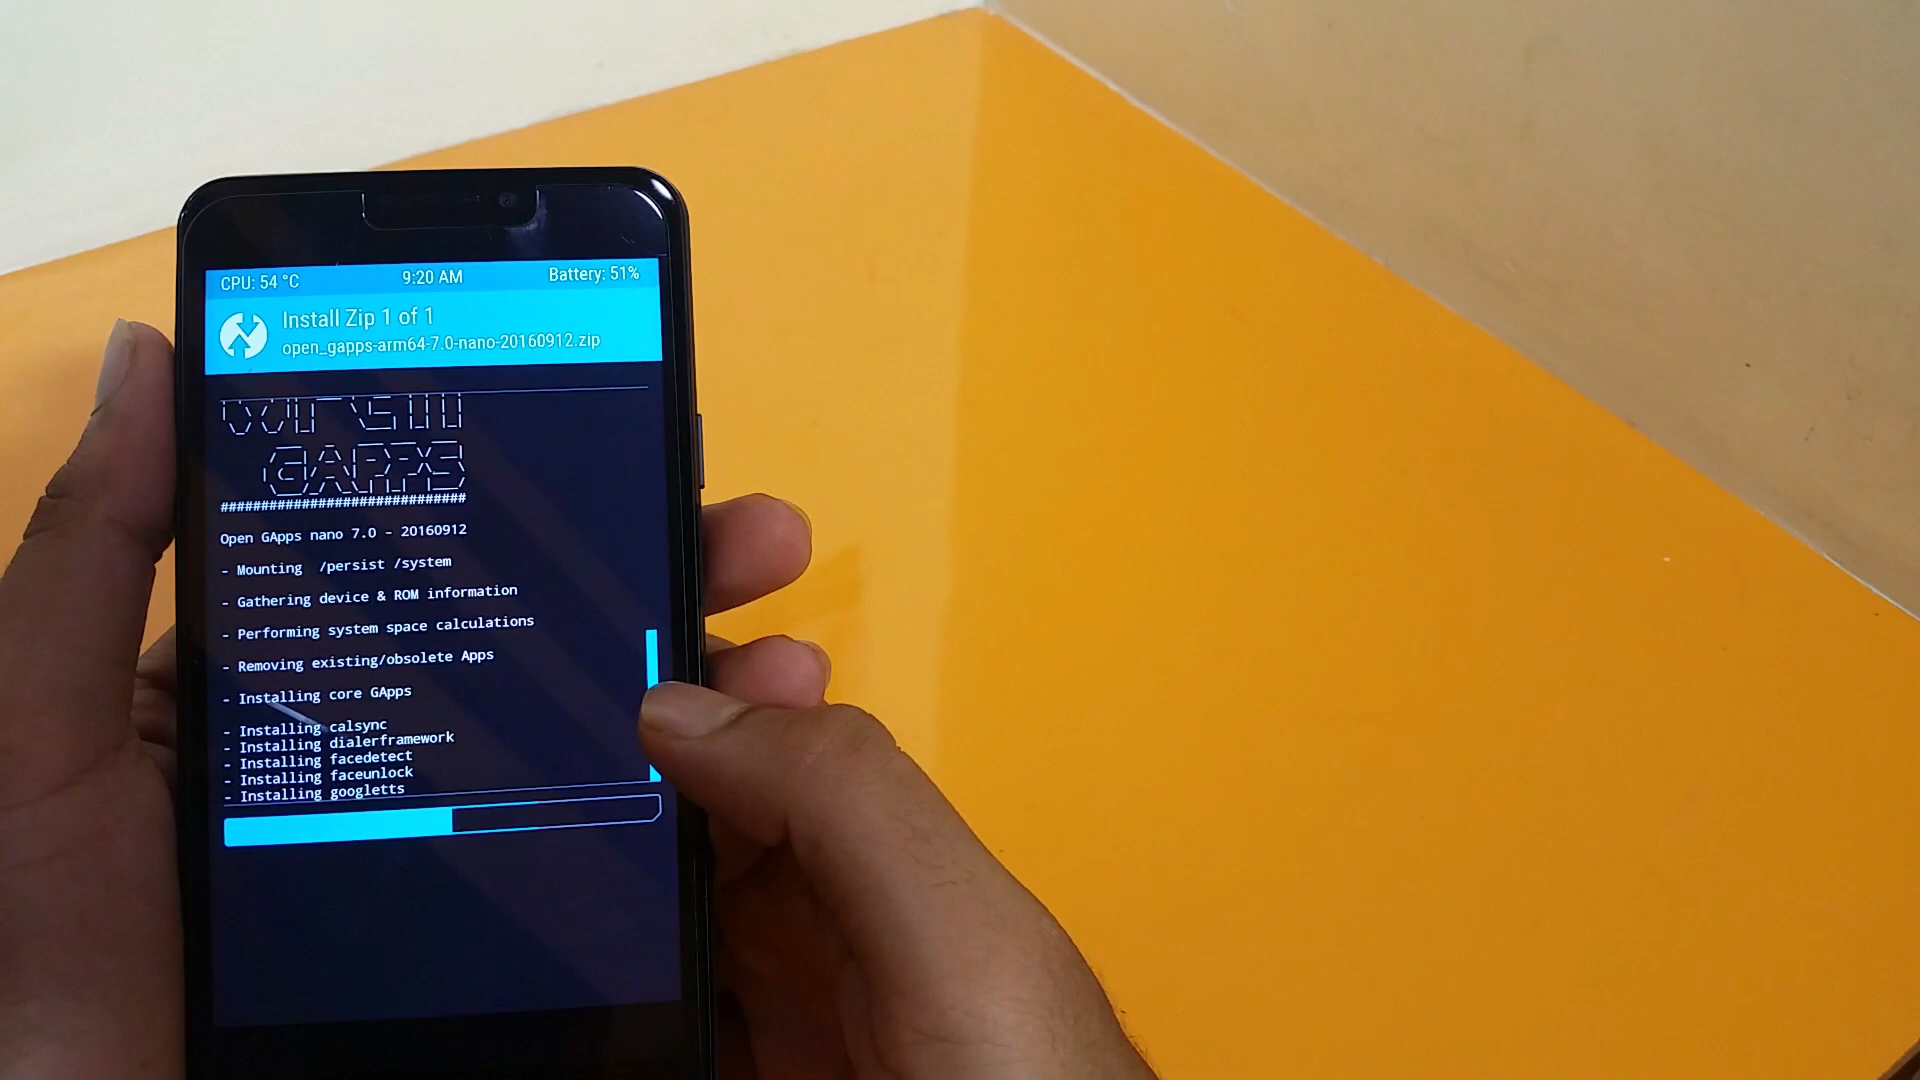 CPU: 54 °C 9:20 AM Battery: 51%
Install Zip 1 of 1
open_gapps-arm64-7.0-nano-20160912.zip
GAPPS
##############################
Open GApps nano 7.0 - 20160912
- Mounting  /persist /system
- Gathering device & ROM information
- Performing system space calculations
- Removing existing/obsolete Apps
- Installing core GApps
- Installing calsync
- Installing dialerframework
- Installing facedetect
- Installing faceunlock
- Installing googletts